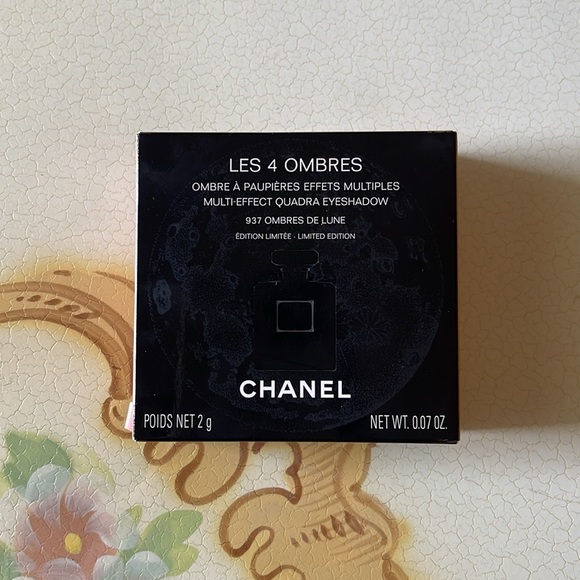 LES 4 OMBRES
OMBRE À PAUPIÈRES EFFETS MULTIPLES
MULTI-EFFECT QUADRA EYESHADOW
937 OMBRES DE LUNE
ÉDITION LIMITÉE - LIMITED EDITION
CHANEL
POIDS NET 2 g NET WT. 0.07 OZ.